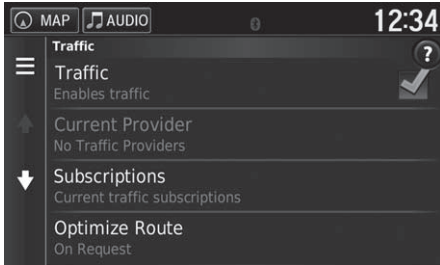 MAP AUDIO 12:34
Traffic
?
Traffic
Enables traffic
Current Provider
No Traffic Providers
Subscriptions
Current traffic subscriptions
Optimize Route
On Request